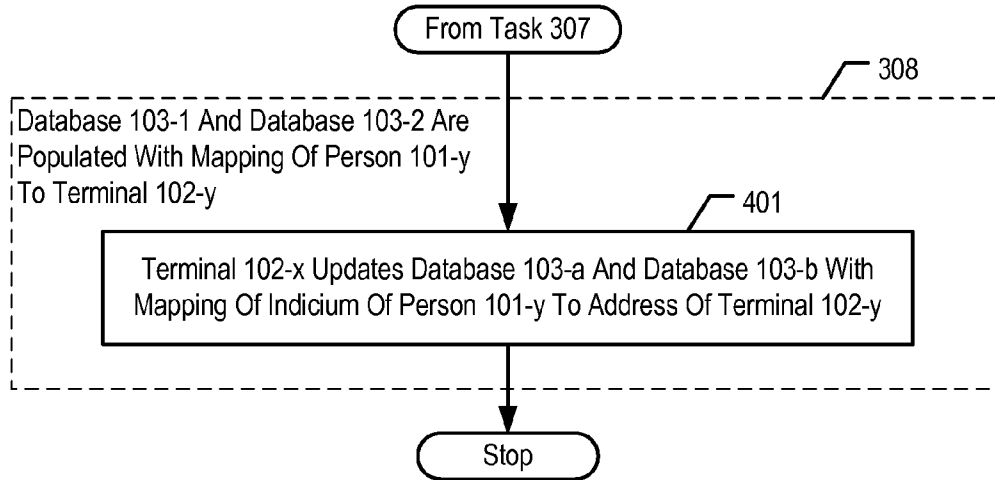 From Task 307
308
Database 103-1 And Database 103-2 Are
Populated With Mapping Of Person 101-y
To Terminal 102-y
401
Terminal 102-x Updates Database 103-a And Database 103-b With
Mapping Of Indicium Of Person 101-y To Address Of Terminal 102-y
Stop